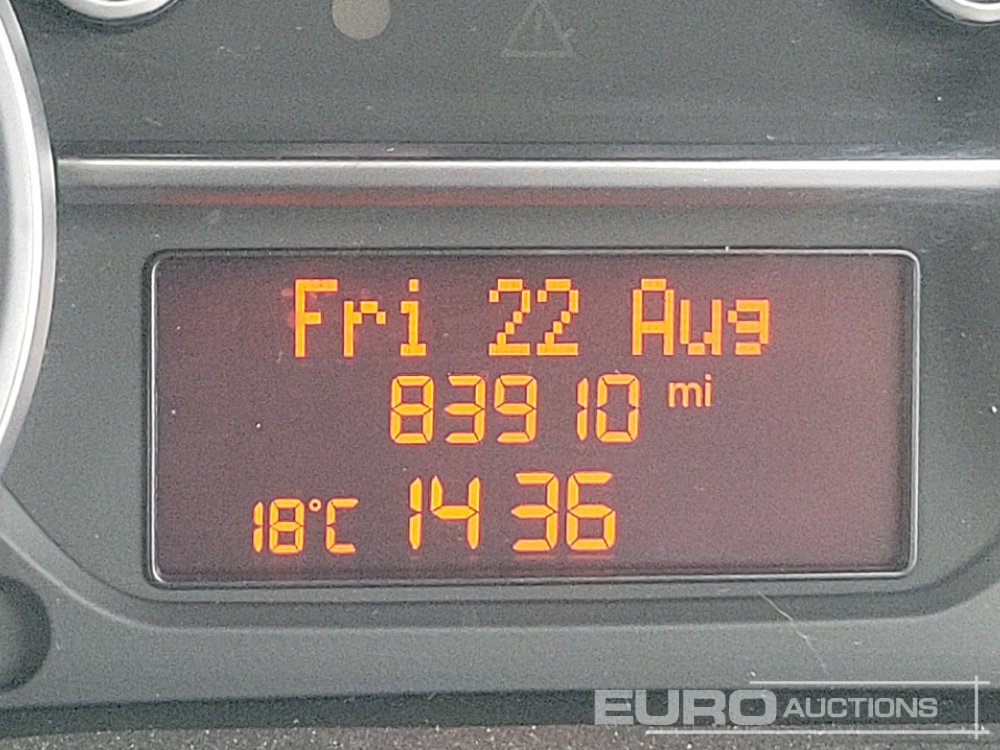 Fri 22 Aug
83910 mi
18°C 14 36
EURO AUCTIONS